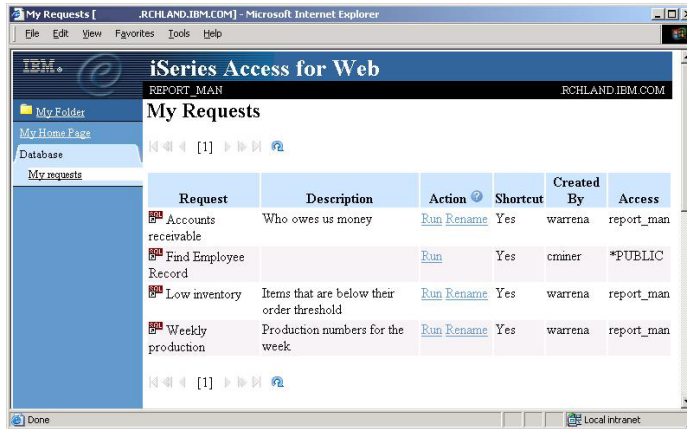 My Requests [ .RCHLAND.IBM.COM] - Microsoft Internet Explorer
File Edit View Favorites Tools Help
IBM.
iSeries Access for Web
REPORT_MAN RCHLAND.IBM.COM
My Folder
My Home Page
Database
My requests
My Requests
[1]
Request Description Action ? Shortcut Created By Access
SQL Accounts receivable Who owes us money Run Rename Yes warrena report_man
SQL Find Employee Record Run Yes cminer *PUBLIC
SQL Low inventory Items that are below their order threshold Run Rename Yes warrena report_man
SQL Weekly production Production numbers for the week. Run Rename Yes warrena report_man
[1]
Done Local intranet